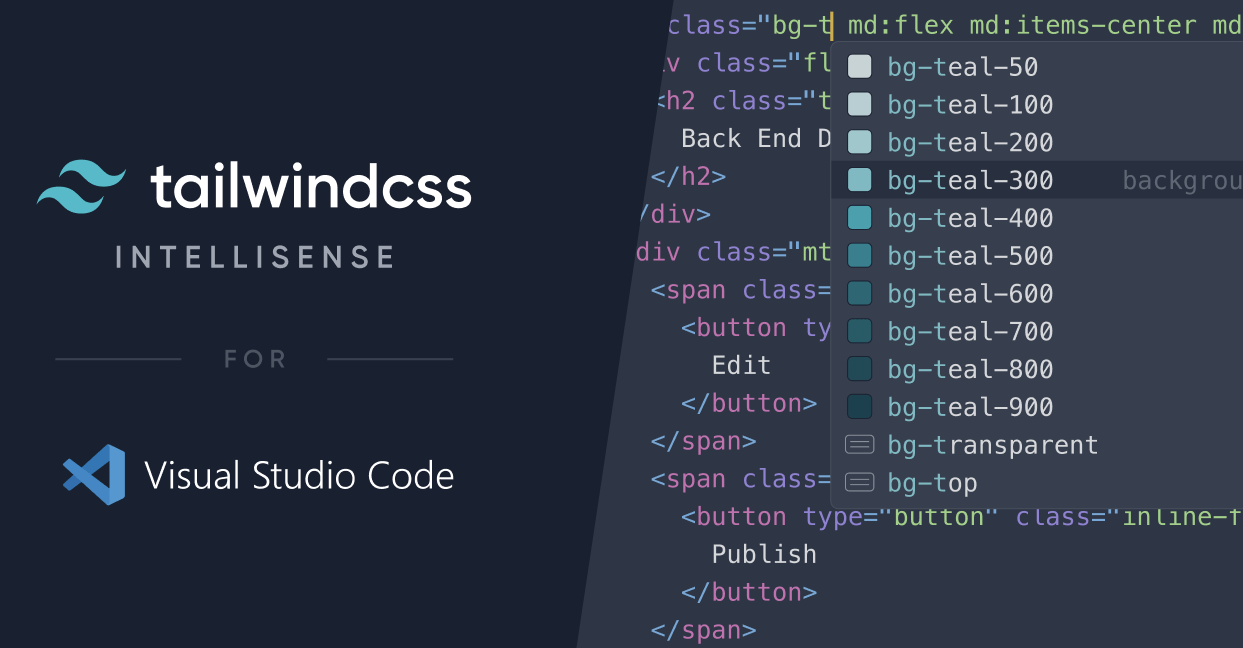 tailwindcss
INTELLISENSE
FOR
Visual Studio Code
class="bg-t md:flex md:items-center md
v class="fl
<h2 class="t
Back End D
</h2>
/div>
div class="mt
<span class=
<button ty
Edit
</button>
</span>
<span class=
<button type="button" class="inline-f
Publish
</button>
</span>
bg-teal-50
bg-teal-100
bg-teal-200
bg-teal-300 backgrou
bg-teal-400
bg-teal-500
bg-teal-600
bg-teal-700
bg-teal-800
bg-teal-900
bg-transparent
bg-top